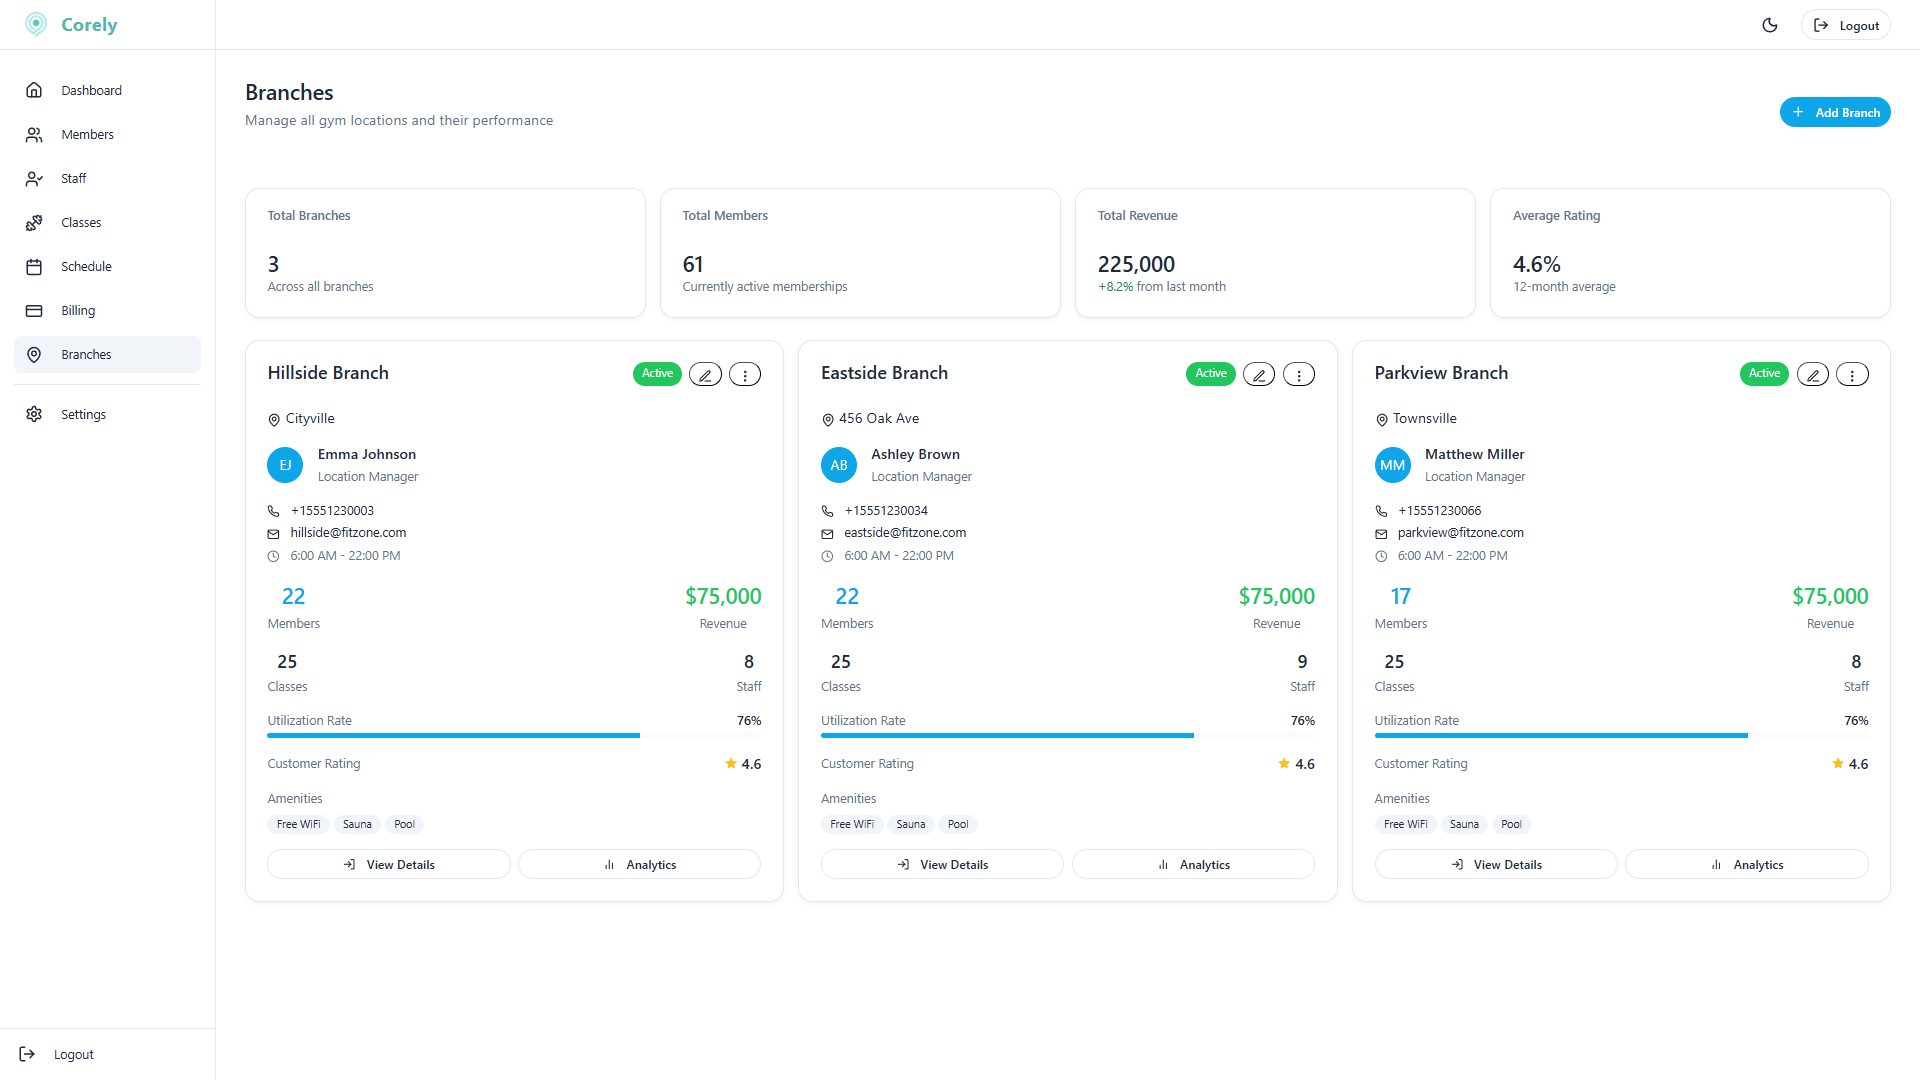 Corely
Logout
Dashboard
Members
Staff
Classes
Schedule
Billing
Branches
Settings
Logout
Branches
Manage all gym locations and their performance
Add Branch
Total Branches
3
Across all branches
Total Members
61
Currently active memberships
Total Revenue
225,000
+8.2% from last month
Average Rating
4.6%
12-month average
Hillside Branch
Active
Cityville
EJ
Emma Johnson
Location Manager
+15551230003
hillside@fitzone.com
6:00 AM - 22:00 PM
22 $75,000
Members Revenue
25 8
Classes Staff
Utilization Rate 76%
Customer Rating 4.6
Amenities
Free WiFi Sauna Pool
View Details Analytics
Eastside Branch
Active
456 Oak Ave
AB
Ashley Brown
Location Manager
+15551230034
eastside@fitzone.com
6:00 AM - 22:00 PM
22 $75,000
Members Revenue
25 9
Classes Staff
Utilization Rate 76%
Customer Rating 4.6
Amenities
Free WiFi Sauna Pool
View Details Analytics
Parkview Branch
Active
Townsville
MM
Matthew Miller
Location Manager
+15551230066
parkview@fitzone.com
6:00 AM - 22:00 PM
17 $75,000
Members Revenue
25 8
Classes Staff
Utilization Rate 76%
Customer Rating 4.6
Amenities
Free WiFi Sauna Pool
View Details Analytics